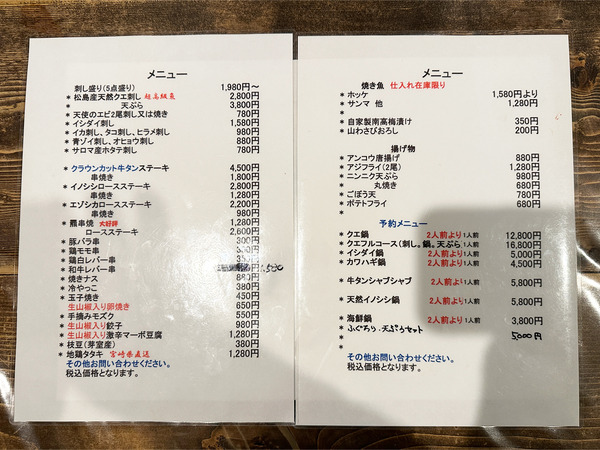 メニュー
刺し盛り(5点盛り) 1,980円～
* 松島産天然クエ刺し 超高級魚 2,800円
* 天ぷら 3,800円
* 天使のエビ2尾刺し又は焼き 780円
* イシダイ刺し 1,580円
* イカ刺し、タコ刺し、ヒラメ刺し 980円
* 青ゾイ刺し、オヒョウ刺し 880円
* サロマ産ホタテ刺し 780円
* クラウンカット牛タンステーキ 4,500円
串焼き 1,800円
* イノシシロースステーキ 2,800円
串焼き 1,280円
* エゾシカロースステーキ 2,200円
串焼き 980円
* 羆串焼 大好評 1,280円
ロースステーキ 2,600円
* 豚バラ串 300円
* 鶏モモ串 300円
* 鶏白レバー串
* 和牛レバー串
* 焼きナス
* 冷やっこ 380円
* 玉子焼き 450円
* 生山椒入り卵焼き 650円
* 手摘みモズク 550円
* 生山椒入り餃子 980円
* 生山椒入り激辛マーボ豆腐 1,280円
* 枝豆(芽室産) 380円
* 地鶏タタキ 宮崎県直送 1,280円
その他お問い合わせください。
税込価格となります。
メニュー
焼き魚 仕入れ在庫限り
* ホッケ 1,580円より
* サンマ 他 1,280円
* 自家製南高梅漬け 350円
* 山わさびおろし 200円
揚げ物
* アンコウ唐揚げ 880円
* アジフライ(2尾) 1,280円
* ニンニク天ぷら 980円
* 丸焼き 680円
* ごぼう天 780円
* ポテトフライ 680円
予約メニュー
* クエ鍋 2人前より 1人前 12,800円
* クエフルコース(刺し。鍋。天ぷら 1人前 16,800円
* イシダイ鍋 2人前より 1人前 5,000円
* カワハギ鍋 2人前より 1人前 4,500円
* 牛タンシャブシャブ 2人前より 1人前 5,800円
* 天然イノシシ鍋 2人前より 1人前 5,800円
* 海鮮鍋 2人前より 1人前 3,800円
* ふぐちり、天ぷらセット 5,000円
*
*
その他お問い合わせください。
税込価格となります。